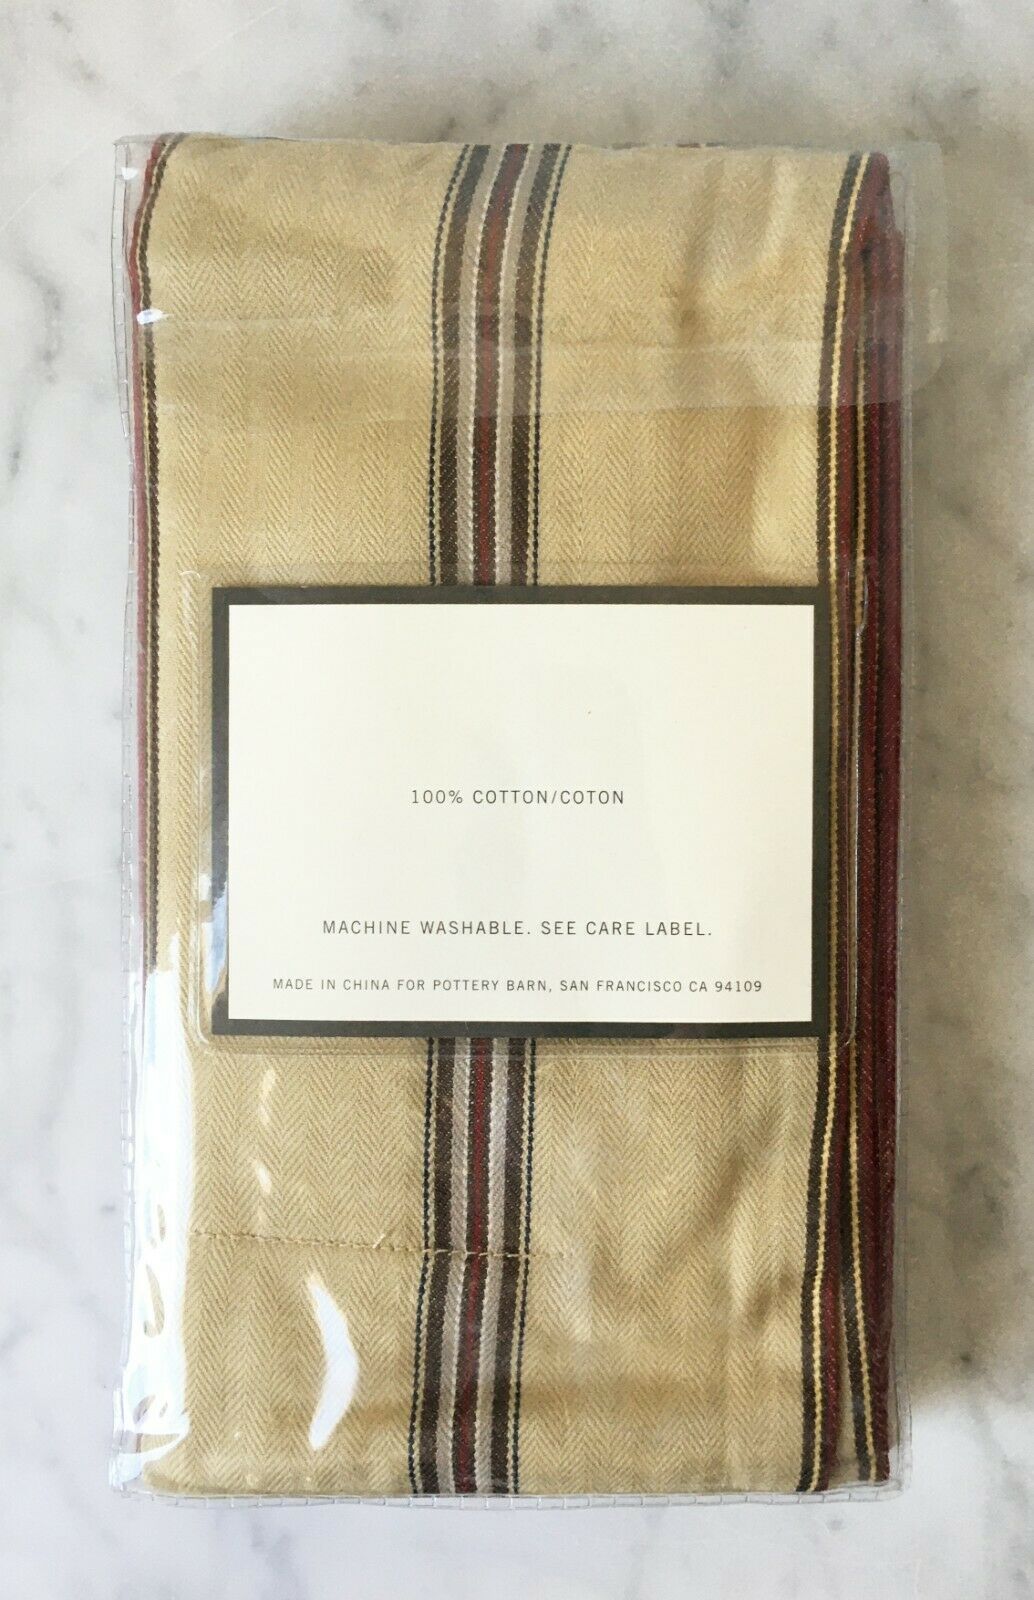 100% COTTON/COTON
MACHINE WASHABLE. SEE CARE LABEL.
MADE IN CHINA FOR POTTERY BARN, SAN FRANCISCO CA 94109